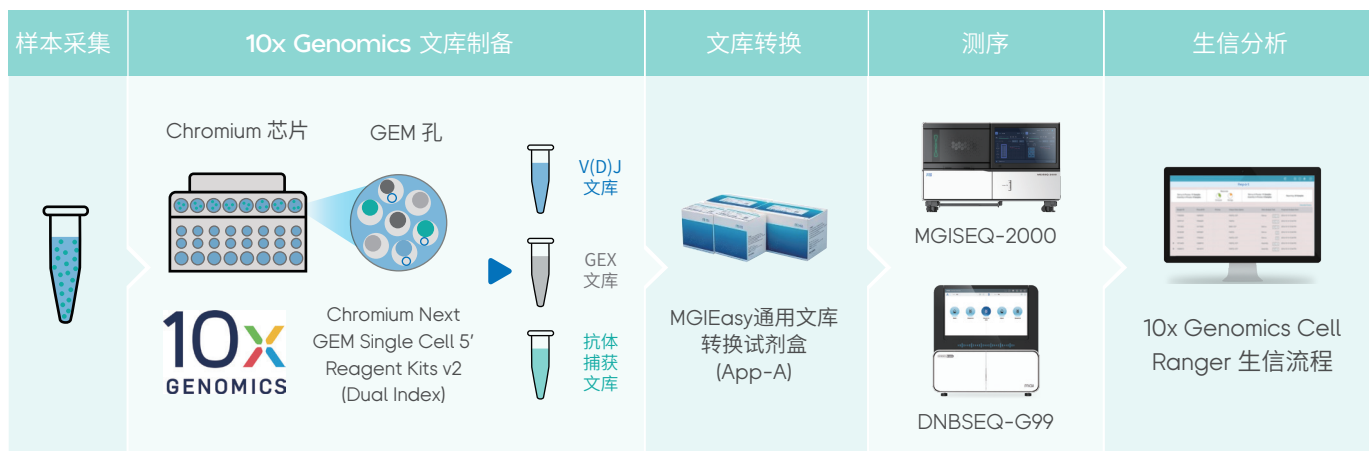 样本采集
10x Genomics 文库制备
文库转换
测序
生信分析
Chromium 芯片
GEM 孔
10x
GENOMICS
Chromium Next
GEM Single Cell 5′
Reagent Kits v2
(Dual Index)
V(D)J
文库
GEX
文库
抗体
捕获
文库
MGIEasy通用文库
转换试剂盒
(App-A)
MGISEQ-2000
DNBSEQ-G99
10x Genomics Cell
Ranger 生信流程